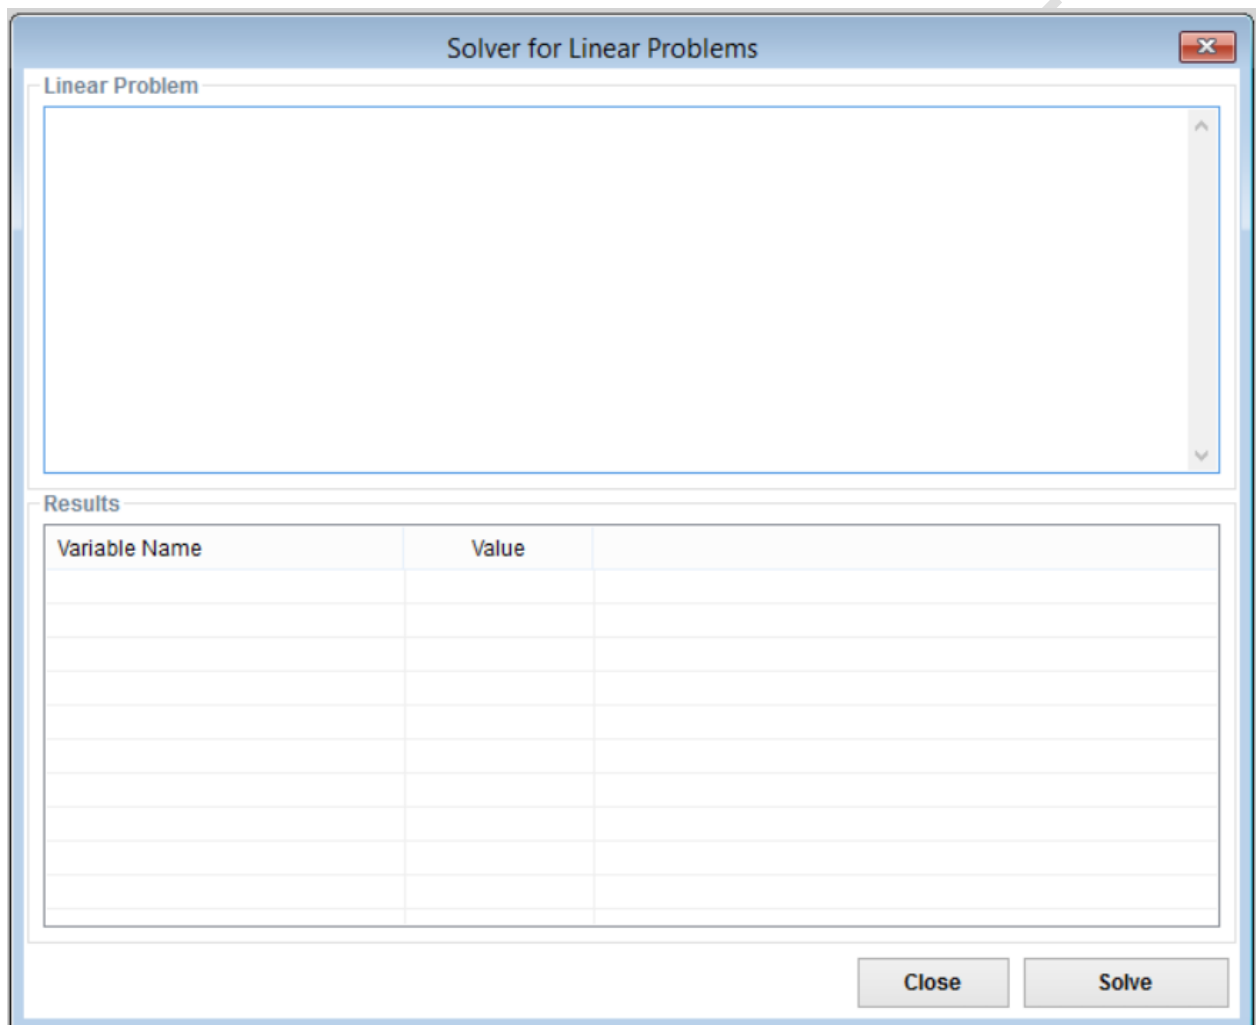 Solver for Linear Problems
Linear Problem
Results
Variable Name Value
Close Solve